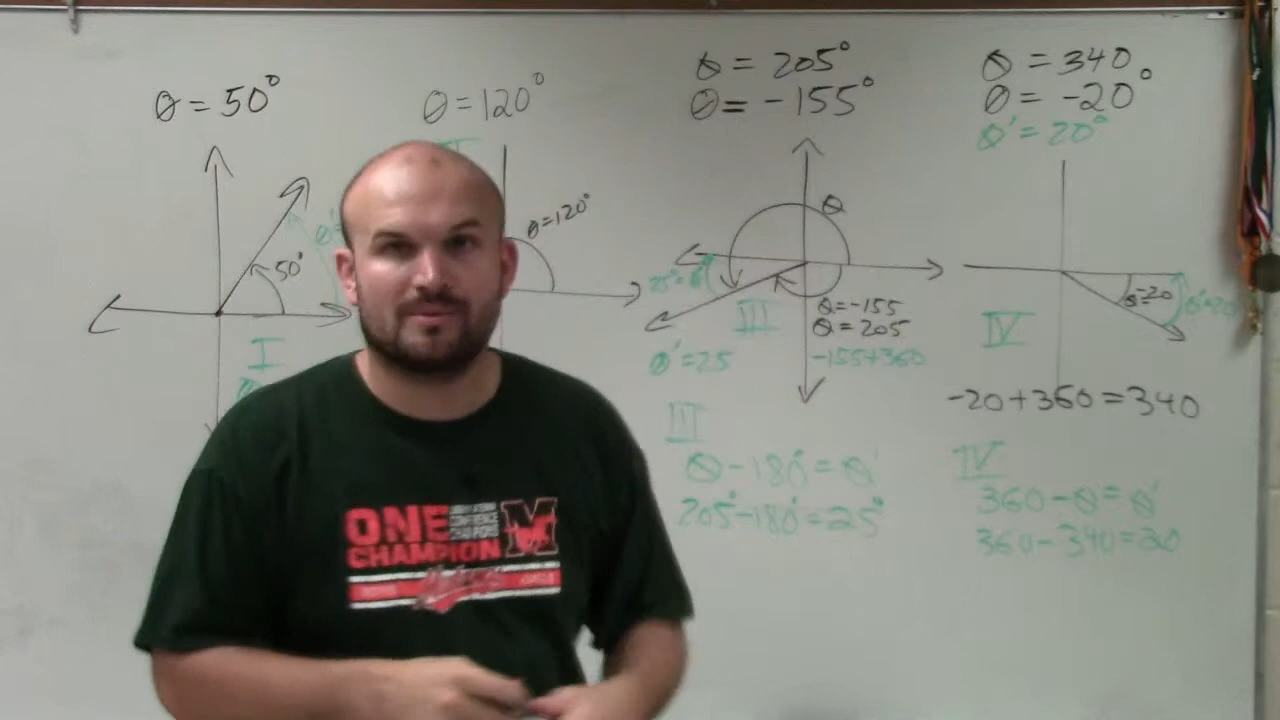 θ = 50°
50°
I
θ = 120°
θ = 120°
θ = 205°
θ = -155°
θ
θ = -155
θ = 205
-155+360
III
θ' = 25
III
θ - 180° = θ'
205° - 180° = 25°
θ = 340
θ = -20°
θ' = 20°
θ = -20
IV
-20 + 360 = 340
IV
360 - θ = θ'
360 - 340 = 20
ONE
CHAMPION
M